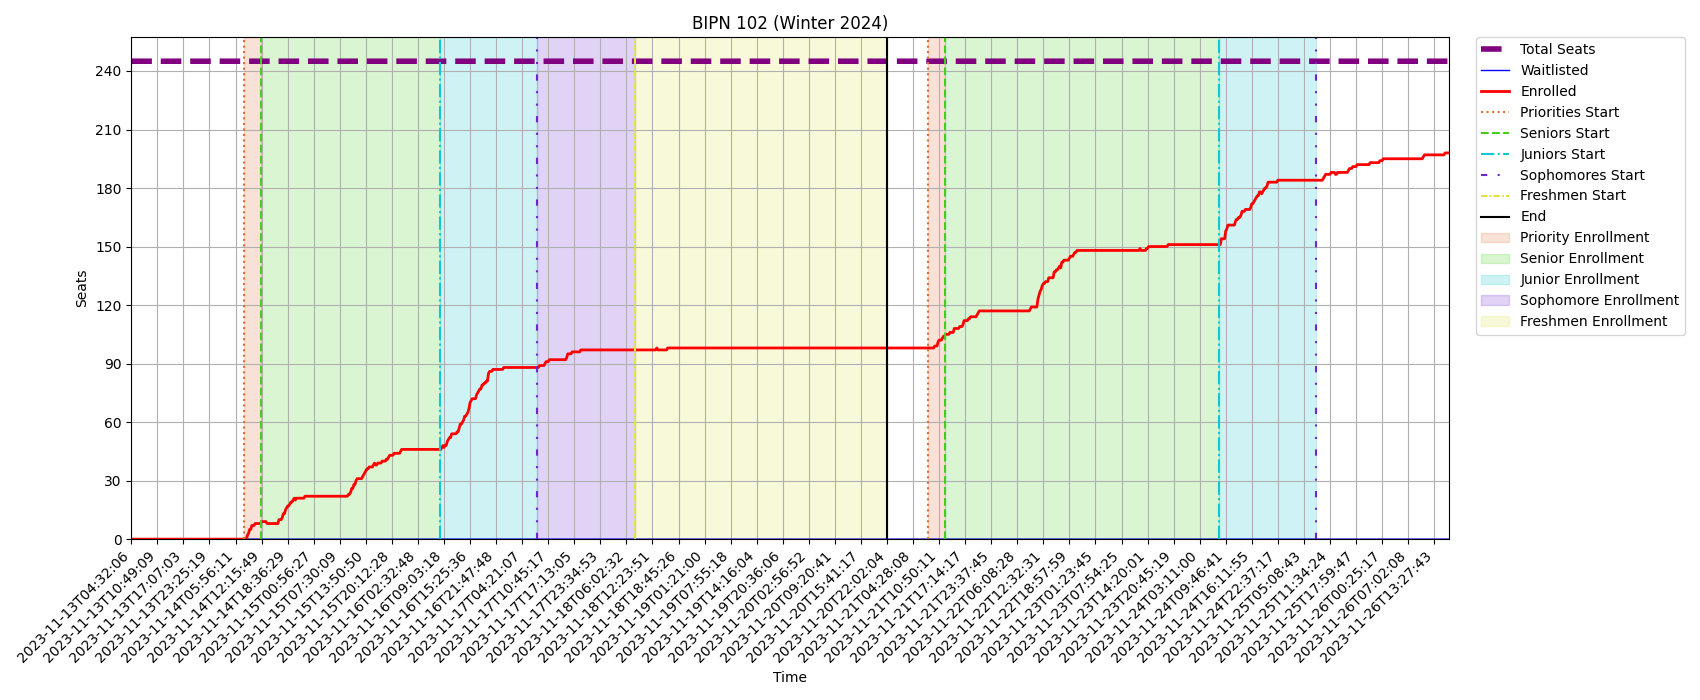 BIPN 102 (Winter 2024)
Seats
240
210
180
150
120
90
60
30
0
2023-11-13T04:32:06
2023-11-13T10:49:09
2023-11-13T17:07:03
2023-11-13T23:25:19
2023-11-14T05:56:11
2023-11-14T12:15:49
2023-11-14T18:36:29
2023-11-15T00:56:27
2023-11-15T07:30:09
2023-11-15T13:50:50
2023-11-15T20:12:28
2023-11-16T02:32:48
2023-11-16T09:03:18
2023-11-16T15:25:36
2023-11-16T21:47:48
2023-11-17T04:21:07
2023-11-17T10:45:17
2023-11-17T17:13:05
2023-11-17T23:34:53
2023-11-18T06:02:32
2023-11-18T12:23:51
2023-11-18T18:45:26
2023-11-19T01:21:00
2023-11-19T07:55:18
2023-11-19T14:16:04
2023-11-19T20:36:06
2023-11-20T02:56:52
2023-11-20T09:20:41
2023-11-20T15:41:17
2023-11-20T22:02:04
2023-11-21T04:28:08
2023-11-21T10:50:11
2023-11-21T17:14:17
2023-11-21T23:37:45
2023-11-22T06:08:28
2023-11-22T12:32:31
2023-11-22T18:57:59
2023-11-23T01:23:45
2023-11-23T07:54:25
2023-11-23T14:20:01
2023-11-23T20:45:19
2023-11-24T03:11:00
2023-11-24T09:46:41
2023-11-24T16:11:55
2023-11-24T22:37:17
2023-11-25T05:08:43
2023-11-25T11:34:24
2023-11-25T17:59:47
2023-11-26T00:25:17
2023-11-26T07:02:08
2023-11-26T13:27:43
Time
Total Seats
Waitlisted
Enrolled
Priorities Start
Seniors Start
Juniors Start
Sophomores Start
Freshmen Start
End
Priority Enrollment
Senior Enrollment
Junior Enrollment
Sophomore Enrollment
Freshmen Enrollment